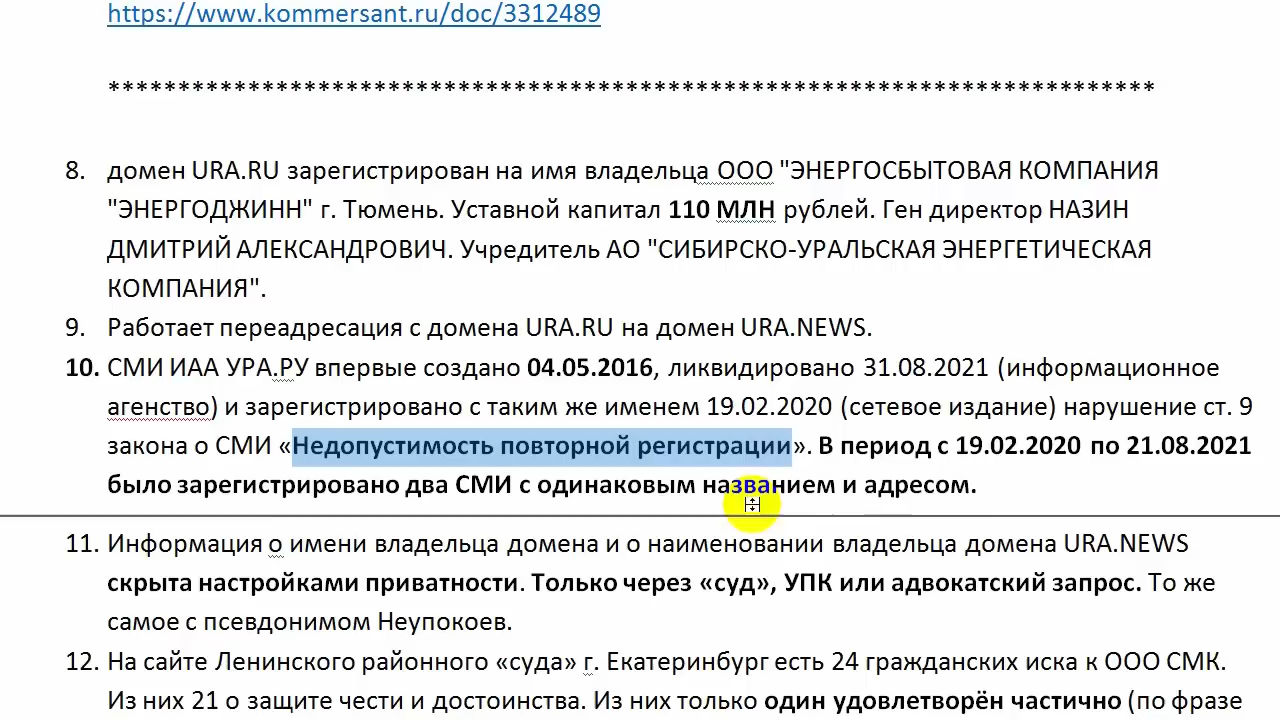 https://www.kommersant.ru/doc/3312489
***************************************************************************
8. домен URA.RU зарегистрирован на имя владельца ООО "ЭНЕРГОСБЫТОВАЯ КОМПАНИЯ
"ЭНЕРГОДЖИНН" г. Тюмень. Уставной капитал 110 МЛН рублей. Ген директор НАЗИН
ДМИТРИЙ АЛЕКСАНДРОВИЧ. Учредитель АО "СИБИРСКО-УРАЛЬСКАЯ ЭНЕРГЕТИЧЕСКАЯ
КОМПАНИЯ".
9. Работает переадресация с домена URA.RU на домен URA.NEWS.
10. СМИ ИАА УРА.РУ впервые создано 04.05.2016, ликвидировано 31.08.2021 (информационное
агенство) и зарегистрировано с таким же именем 19.02.2020 (сетевое издание) нарушение ст. 9
закона о СМИ «Недопустимость повторной регистрации». В период с 19.02.2020 по 21.08.2021
было зарегистрировано два СМИ с одинаковым названием и адресом.
11. Информация о имени владельца домена и о наименовании владельца домена URA.NEWS
скрыта настройками приватности. Только через «суд», УПК или адвокатский запрос. То же
самое с псевдонимом Неупокоев.
12. На сайте Ленинского районного «суда» г. Екатеринбург есть 24 гражданских иска к ООО СМК.
Из них 21 о защите чести и достоинства. Из них только один удовлетворён частично (по фразе